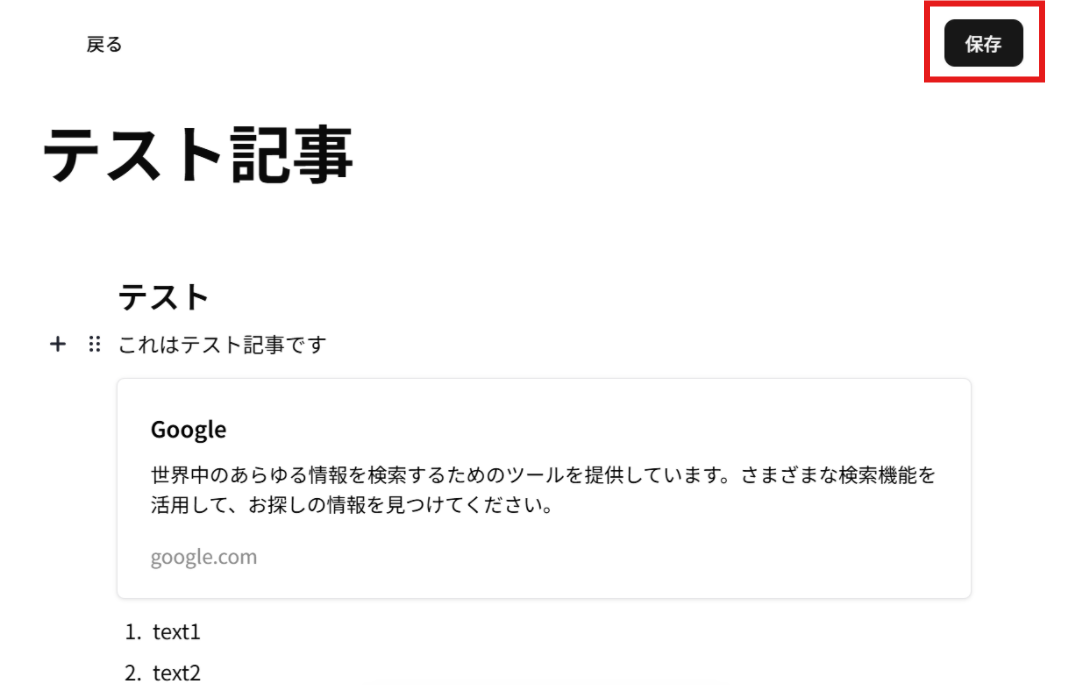 戻る
保存
テスト記事
テスト
これはテスト記事です
Google
世界中のあらゆる情報を検索するためのツールを提供しています。さまざまな検索機能を
活用して、お探しの情報を見つけてください。
google.com
1. text1
2. text2